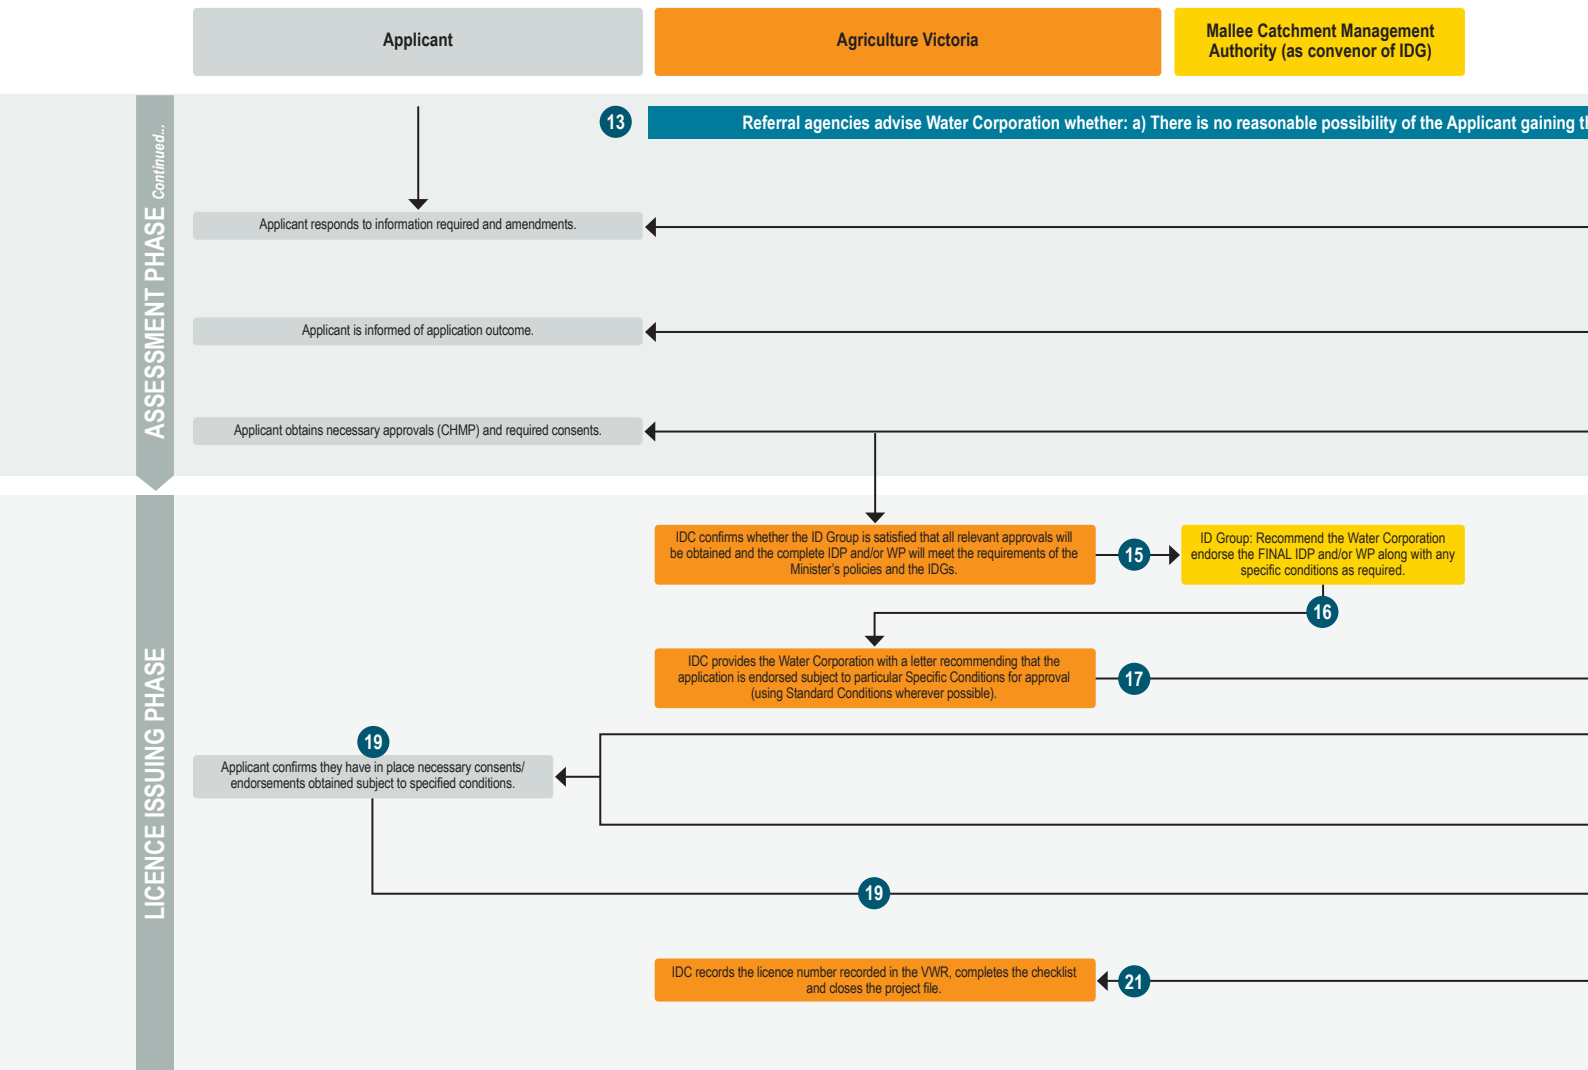 Applicant
Agriculture Victoria
Mallee Catchment Management
Authority (as convenor of IDG)
ASSESSMENT PHASE Continued...
13
Referral agencies advise Water Corporation whether: a) There is no reasonable possibility of the Applicant gaining th
Applicant responds to information required and amendments.
Applicant is informed of application outcome.
Applicant obtains necessary approvals (CHMP) and required consents.
LICENCE ISSUING PHASE
IDC confirms whether the ID Group is satisfied that all relevant approvals will
be obtained and the complete IDP and/or WP will meet the requirements of the
Minister's policies and the IDGs.
15
ID Group: Recommend the Water Corporation
endorse the FINAL IDP and/or WP along with any
specific conditions as required.
16
IDC provides the Water Corporation with a letter recommending that the
application is endorsed subject to particular Specific Conditions for approval
(using Standard Conditions wherever possible).
17
19
Applicant confirms they have in place necessary consents/
endorsements obtained subject to specified conditions.
19
IDC records the licence number recorded in the VWR, completes the checklist
and closes the project file.
21